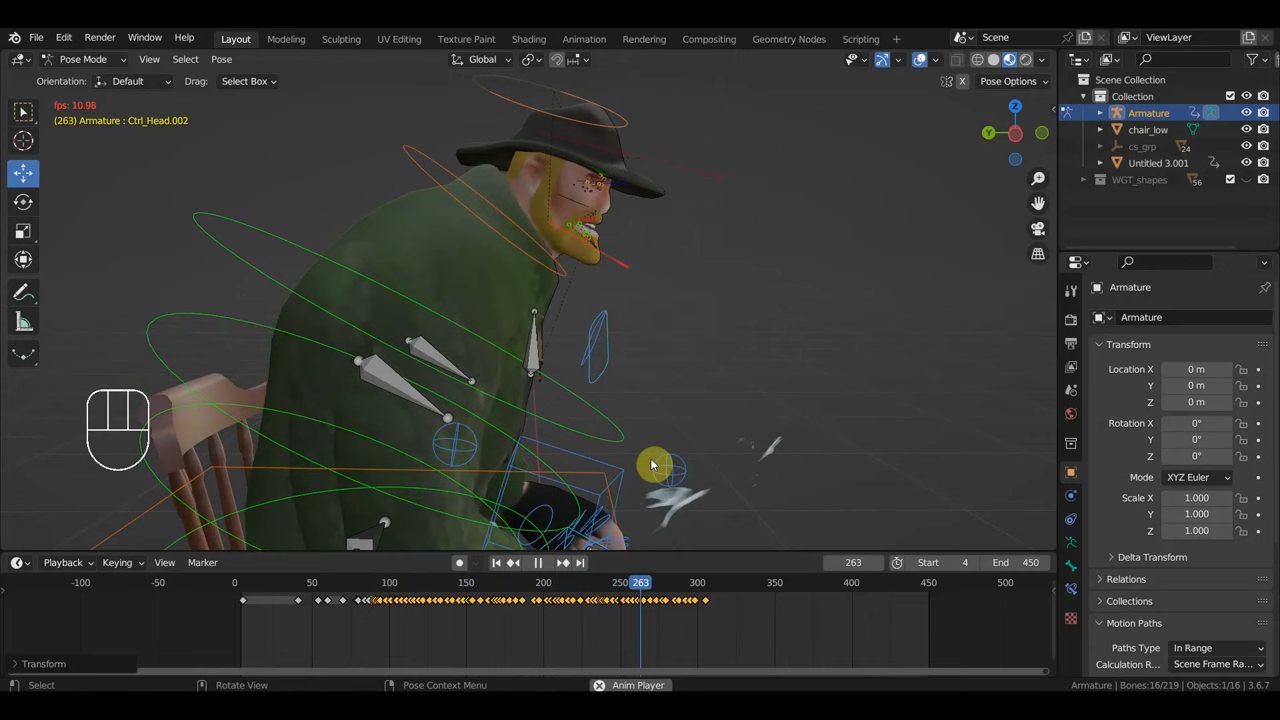 File Edit Render Window Help Layout Modeling Sculpting UV Editing Texture Paint Shading Animation Rendering Compositing Geometry Nodes Scripting + Scene ViewLayer
Pose Mode View Select Pose Global Pose Options
Orientation: Default Drag: Select Box X
fps: 10.98
(263) Armature : Ctrl_Head.002
Z
Y
Scene Collection
Collection
Armature
chair_low
cs_grp 24
Untitled 3.001
WGT_shapes 56
Armature
Armature
Transform
Location X 0 m
Y 0 m
Z 0 m
Rotation X 0°
Y 0°
Z 0°
Mode XYZ Euler
Scale X 1.000
Y 1.000
Z 1.000
Delta Transform
Relations
Collections
Motion Paths
Paths Type In Range
Calculation R... Scene Frame Ra...
Playback Keying View Marker 263 Start 4 End 450
-100 0 50 100 150 200 263 250 300 350 400 450 500
Transform
Select Rotate View Pose Context Menu Anim Player Armature | Bones:16/219 | Objects:1/16 | 3.6.7